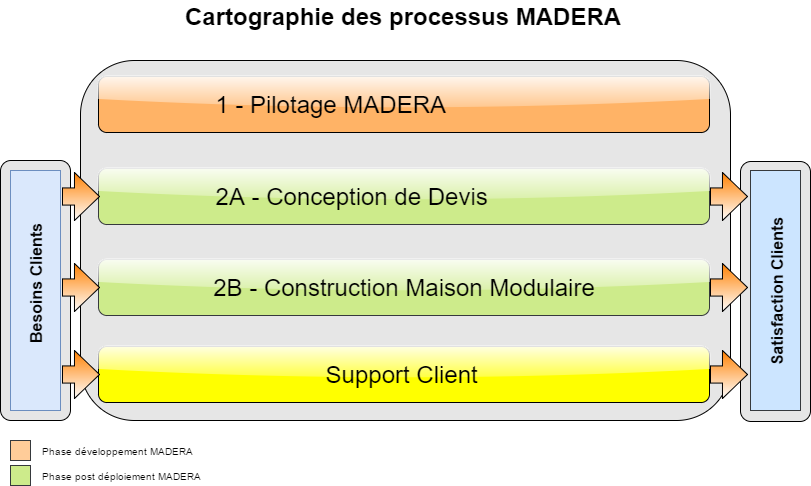 Cartographie des processus MADERA
1 - Pilotage MADERA
2A - Conception de Devis
2B - Construction Maison Modulaire
Support Client
Besoins Clients
Satisfaction Clients
Phase développement MADERA
Phase post déploiement MADERA